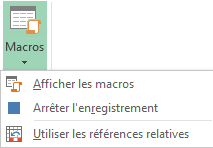 Macros
Afficher les macros
Arrêter l'enregistrement
Utiliser les références relatives